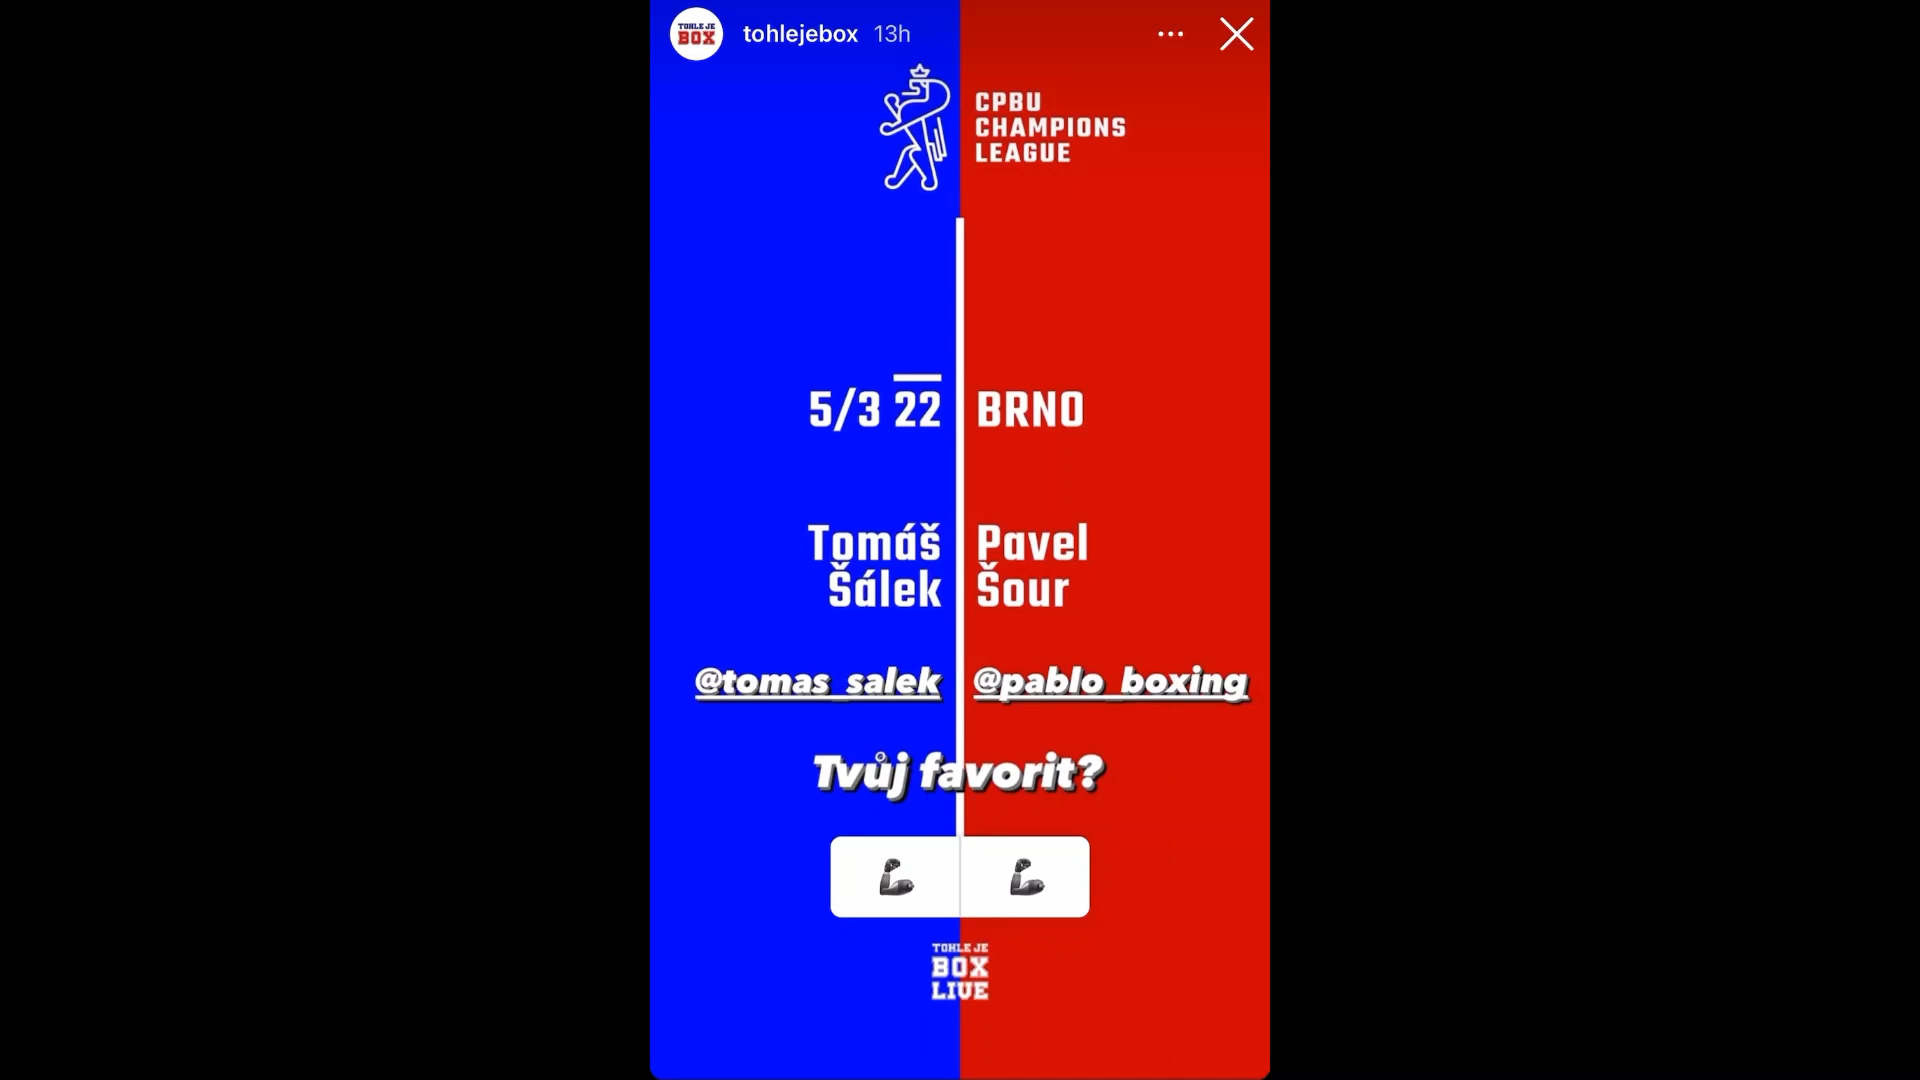 TOHLE JE
BOX
tohlejebox 13h
CPBU
CHAMPIONS
LEAGUE
5/3 22 BRNO
Tomáš
Šálek
Pavel
Šour
@tomas_salek @pablo_boxing
Tvůj favorit?
TOHLE JE
BOX
LIVE